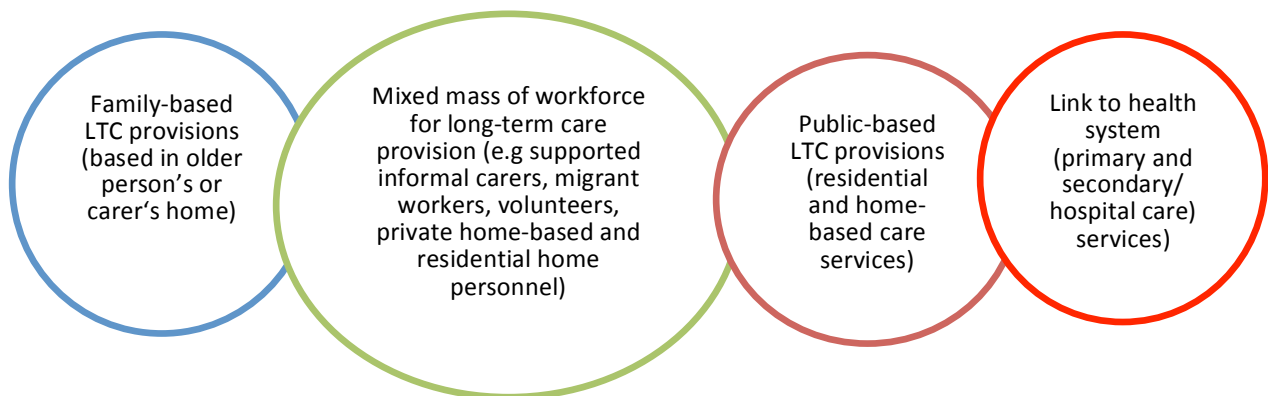 Family-based
LTC provisions
(based in older
person’s or
carer‘s home)
Mixed mass of workforce
for long-term care
provision (e.g supported
informal carers, migrant
workers, volunteers,
private home-based and
residential home
personnel)
Public-based
LTC provisions
(residential
and home-
based care
services)
Link to health
system
(primary and
secondary/
hospital care)
services)